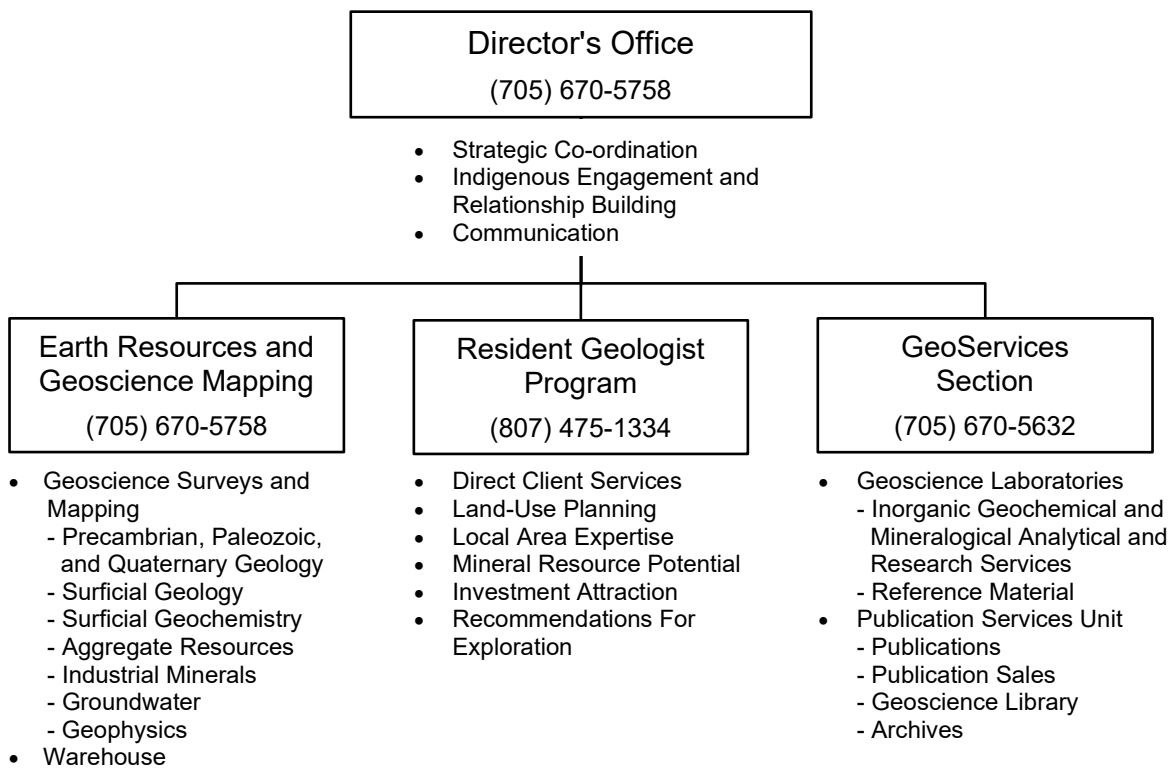 Director's Office
(705) 670-5758
• Strategic Co-ordination
• Indigenous Engagement and
Relationship Building
• Communication
Earth Resources and
Geoscience Mapping
(705) 670-5758
• Geoscience Surveys and
Mapping
- Precambrian, Paleozoic,
and Quaternary Geology
- Surficial Geology
- Surficial Geochemistry
- Aggregate Resources
- Industrial Minerals
- Groundwater
- Geophysics
• Warehouse
Resident Geologist
Program
(807) 475-1334
• Direct Client Services
• Land-Use Planning
• Local Area Expertise
• Mineral Resource Potential
• Investment Attraction
• Recommendations For
Exploration
GeoServices
Section
(705) 670-5632
• Geoscience Laboratories
- Inorganic Geochemical and
Mineralogical Analytical and
Research Services
- Reference Material
• Publication Services Unit
- Publications
- Publication Sales
- Geoscience Library
- Archives